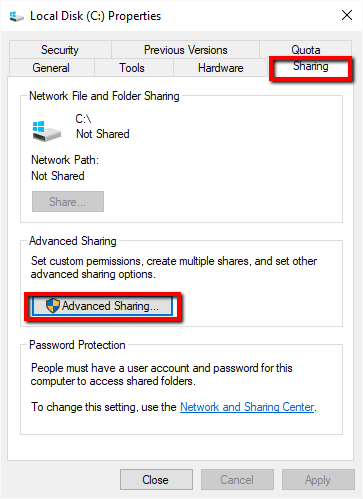 Local Disk (C:) Properties
Security Previous Versions Quota
General Tools Hardware Sharing
Network File and Folder Sharing
C:\
Not Shared
Network Path:
Not Shared
Share...
Advanced Sharing
Set custom permissions, create multiple shares, and set other
advanced sharing options.
Advanced Sharing...
Password Protection
People must have a user account and password for this
computer to access shared folders.
To change this setting, use the Network and Sharing Center.
Close Cancel Apply